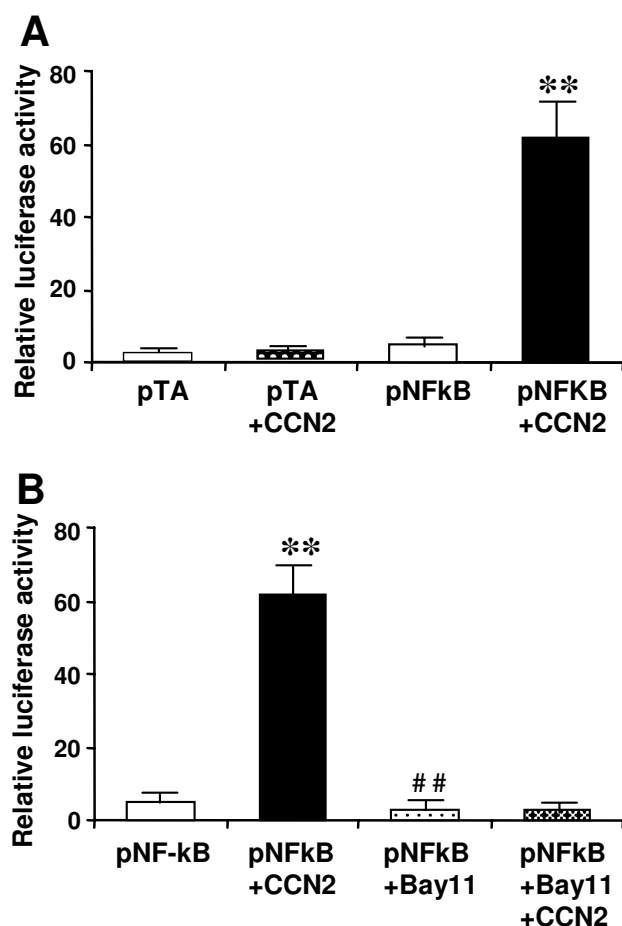 A
Relative luciferase activity
80
60
40
20
0
**
pTA
pTA
+CCN2
pNFkB
pNFKB
+CCN2
B
Relative luciferase activity
80
60
40
20
0
**
# #
pNF-kB
pNFkB
+CCN2
pNFkB
+Bay11
pNFkB
+Bay11
+CCN2